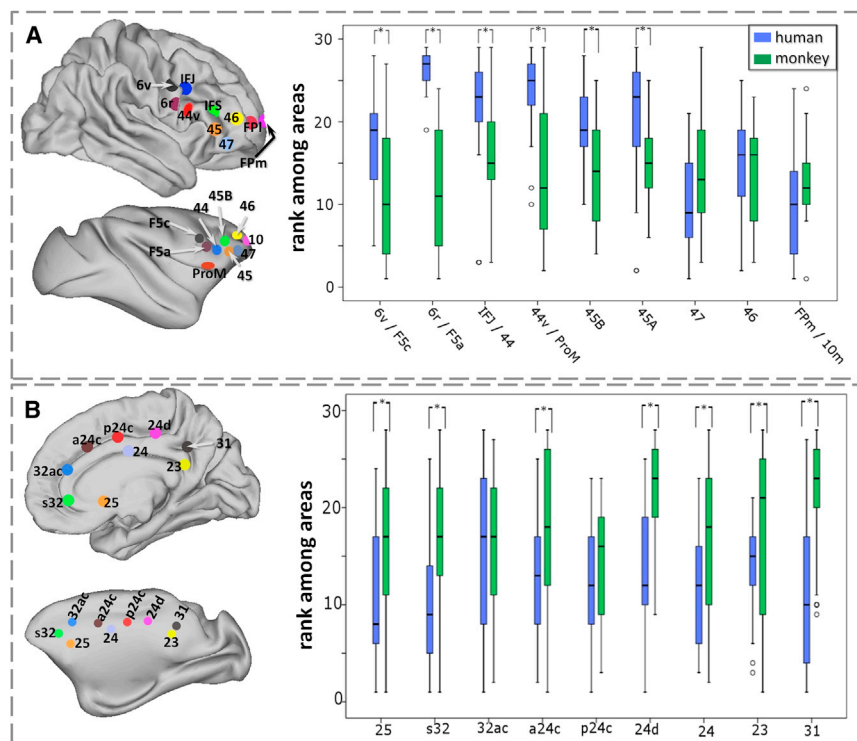 A
6v
IFJ
6r
44v
IFS
46
45
47
FPl
FPm
45B
44
46
F5c
F5a
10
47
ProM
45
rank among areas
30
20
10
0
* * * * * *
human
monkey
6v / F5c
6r / F5a
IFJ / 44
44v / ProM
45B
45A
47
46
FPm / 10m
B
p24c
24d
a24c
31
24
32ac
23
s32
25
32ac
a24c
p24c
24d
31
s32
25
24
23
rank among areas
30
20
10
0
* * * * * * *
25 s32 32ac a24c p24c 24d 24 23 31